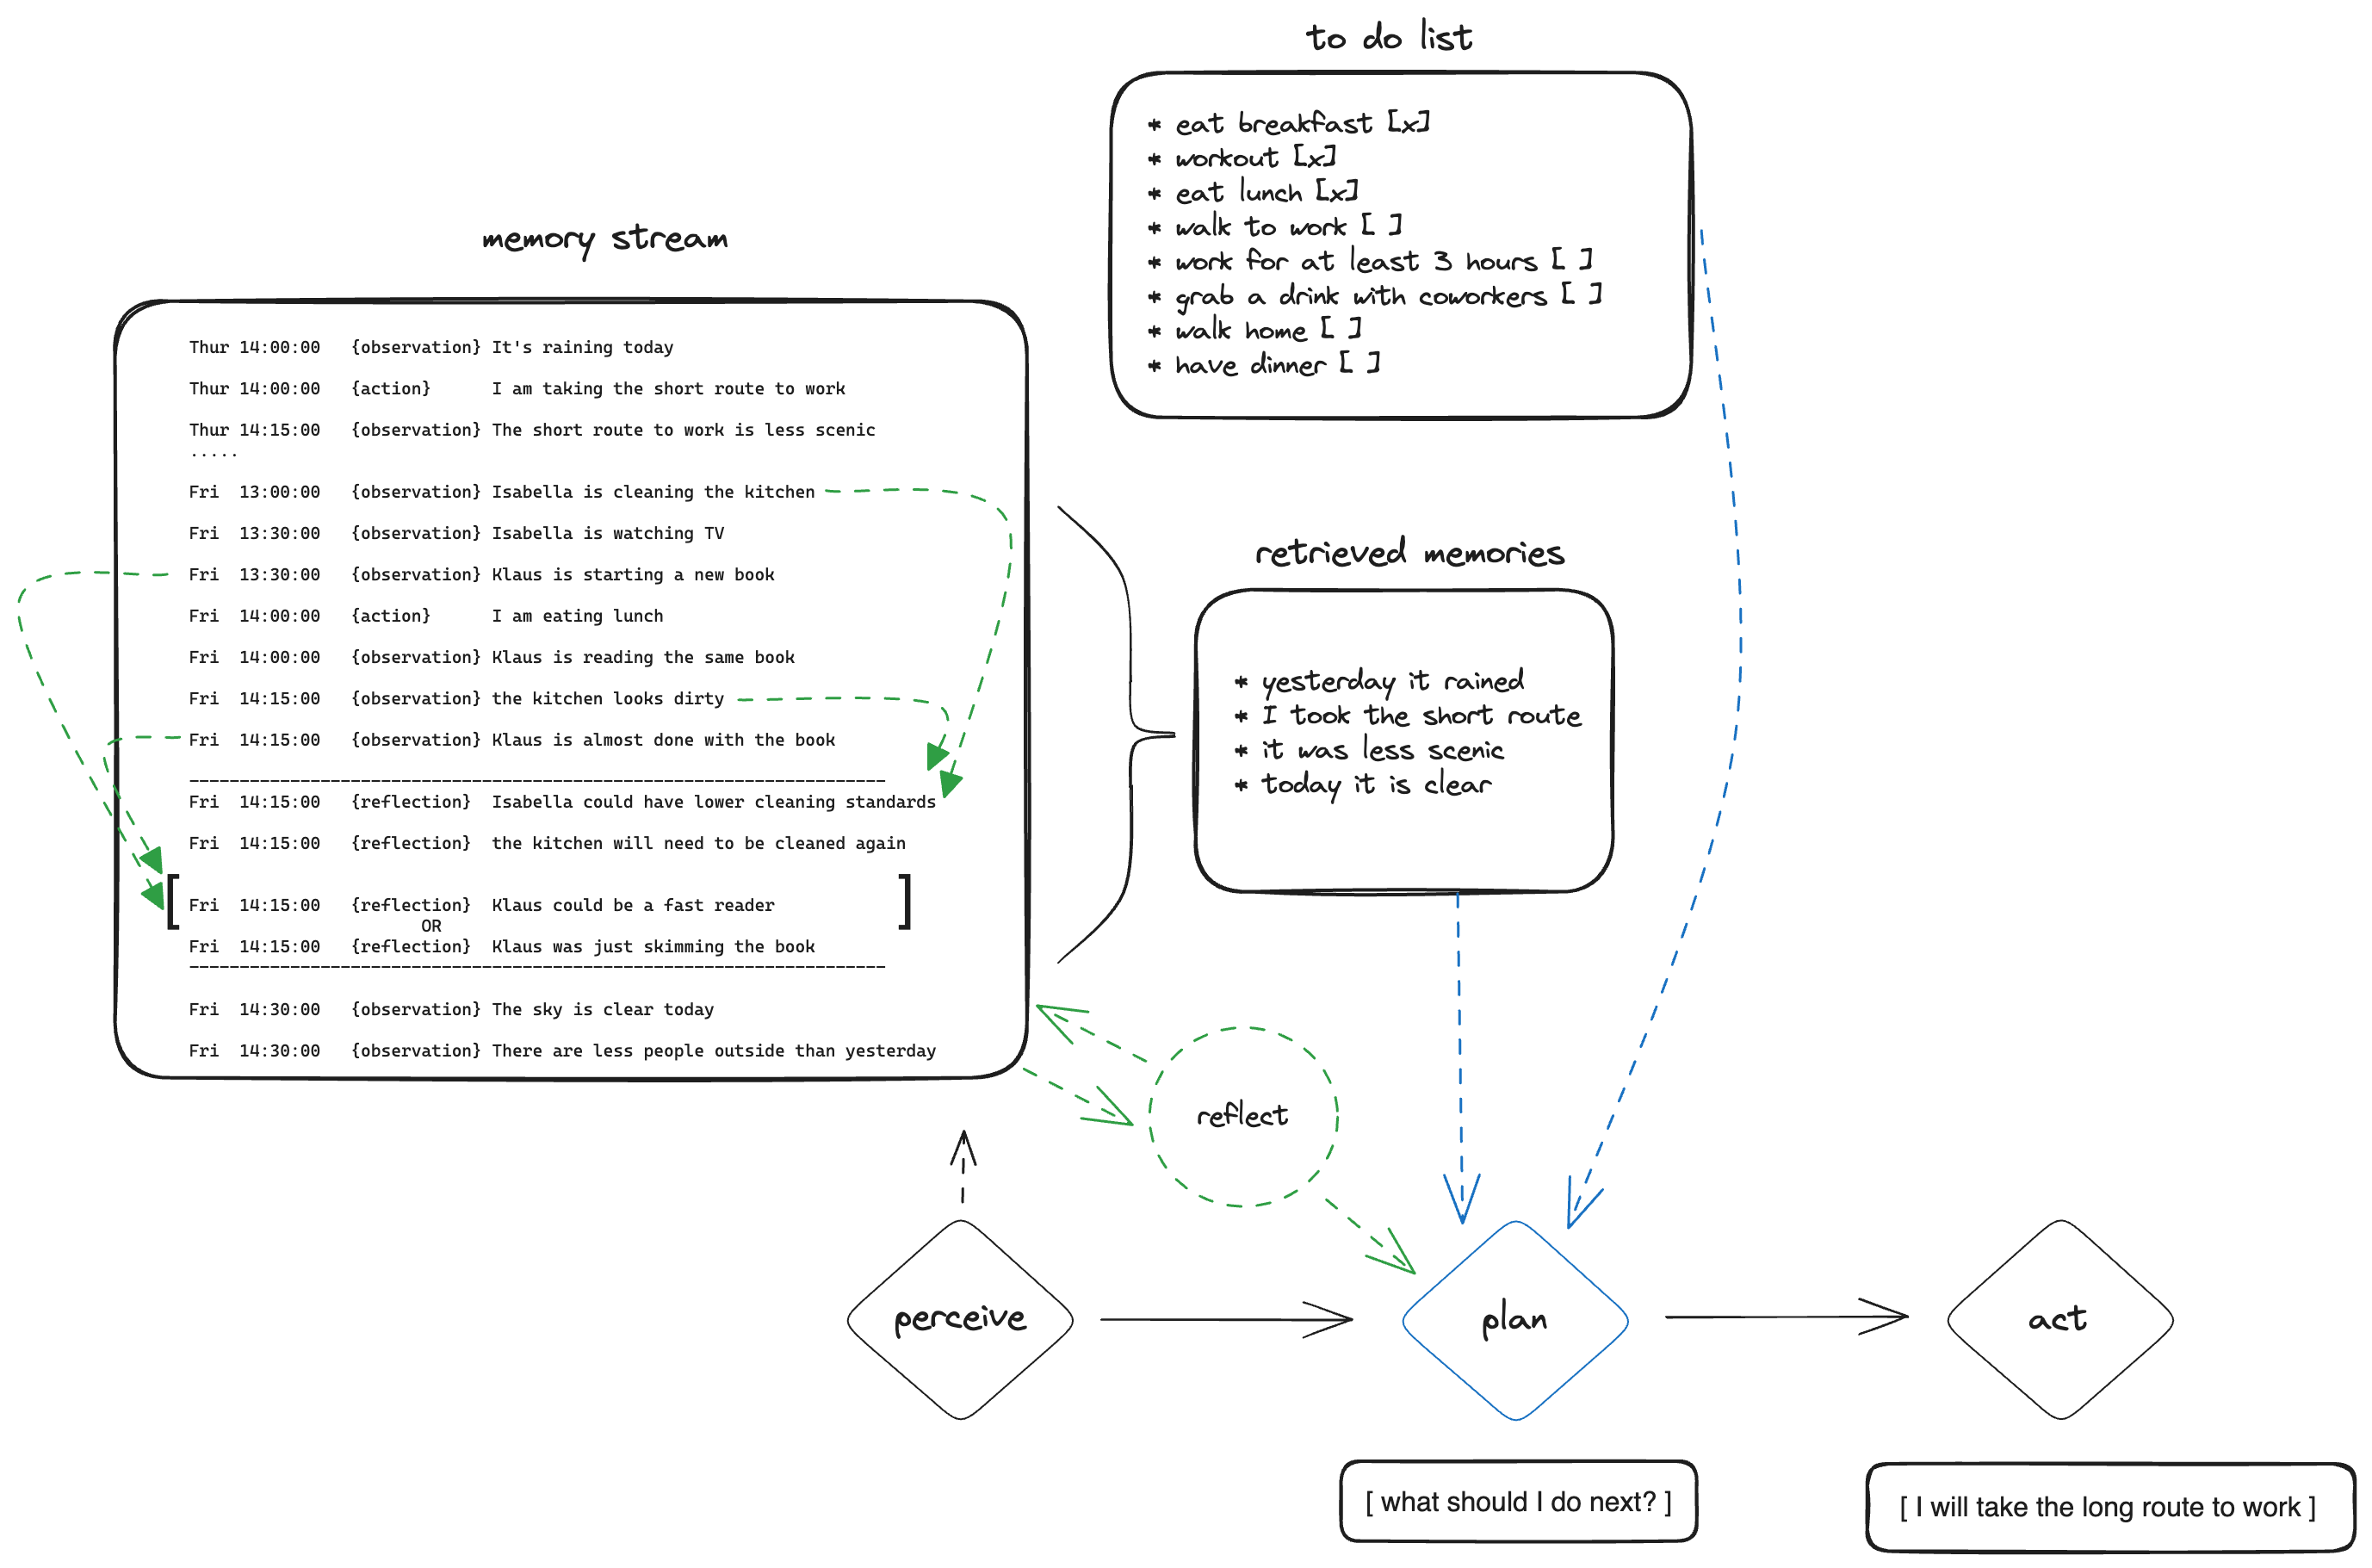 to do list
* eat breakfast [x]
* workout [x]
* eat lunch [x]
* walk to work [ ]
* work for at least 3 hours [ ]
* grab a drink with coworkers [ ]
* walk home [ ]
* have dinner [ ]
memory stream
Thur 14:00:00 {observation} It's raining today
Thur 14:00:00 {action} I am taking the short route to work
Thur 14:15:00 {observation} The short route to work is less scenic
.....
Fri 13:00:00 {observation} Isabella is cleaning the kitchen
Fri 13:30:00 {observation} Isabella is watching TV
Fri 13:30:00 {observation} Klaus is starting a new book
Fri 14:00:00 {action} I am eating lunch
Fri 14:00:00 {observation} Klaus is reading the same book
Fri 14:15:00 {observation} the kitchen looks dirty
Fri 14:15:00 {observation} Klaus is almost done with the book
---------------------------------------------------------------------
Fri 14:15:00 {reflection} Isabella could have lower cleaning standards
Fri 14:15:00 {reflection} the kitchen will need to be cleaned again
[ Fri 14:15:00 {reflection} Klaus could be a fast reader ]
OR
Fri 14:15:00 {reflection} Klaus was just skimming the book
---------------------------------------------------------------------
Fri 14:30:00 {observation} The sky is clear today
Fri 14:30:00 {observation} There are less people outside than yesterday
retrieved memories
* yesterday it rained
* I took the short route
* it was less scenic
* today it is clear
reflect
perceive
plan
act
[ what should I do next? ]
[ I will take the long route to work ]